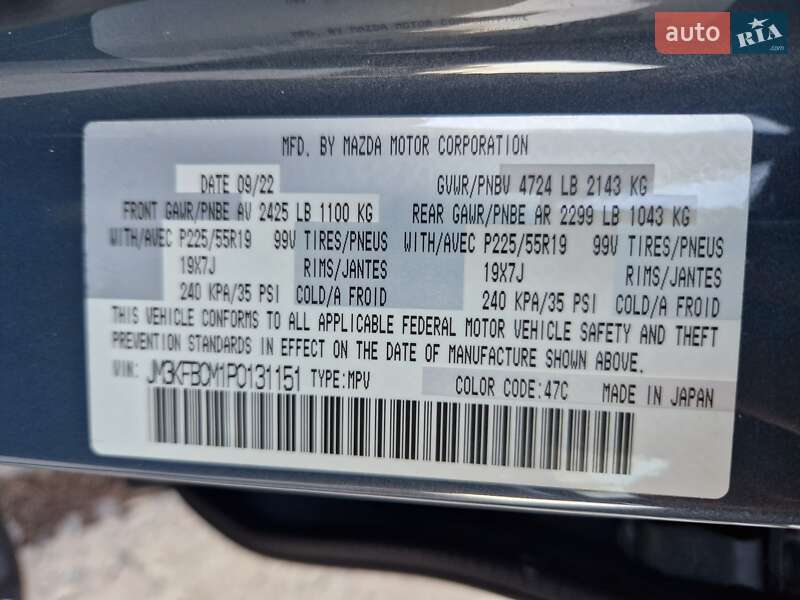 auto RIA
MFD. BY MAZDA MOTOR CORPORATION
DATE 09/22 GVWR/PNBV 4724 LB 2143 KG
FRONT GAWR/PNBE AV 2425 LB 1100 KG REAR GAWR/PNBE AR 2299 LB 1043 KG
WITH/AVEC P225/55R19 99V TIRES/PNEUS WITH/AVEC P225/55R19 99V TIRES/PNEUS
19X7J RIMS/JANTES 19X7J RIMS/JANTES
240 KPA/35 PSI COLD/A FROID 240 KPA/35 PSI COLD/A FROID
THIS VEHICLE CONFORMS TO ALL APPLICABLE FEDERAL MOTOR VEHICLE SAFETY AND THEFT
PREVENTION STANDARDS IN EFFECT ON THE DATE OF MANUFACTURE SHOWN ABOVE.
VIN: JM3KFBCM1P0131151 TYPE:MPV COLOR CODE:47C MADE IN JAPAN